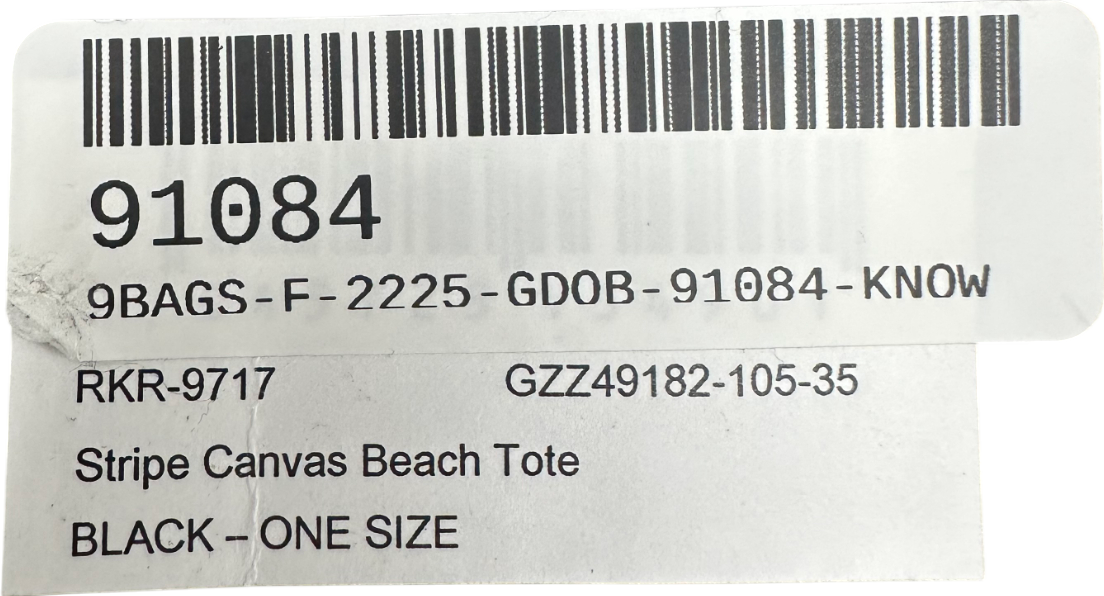 91084
9BAGS-F-2225-GDOB-91084-KNOW
RKR-9717 GZZ49182-105-35
Stripe Canvas Beach Tote
BLACK – ONE SIZE